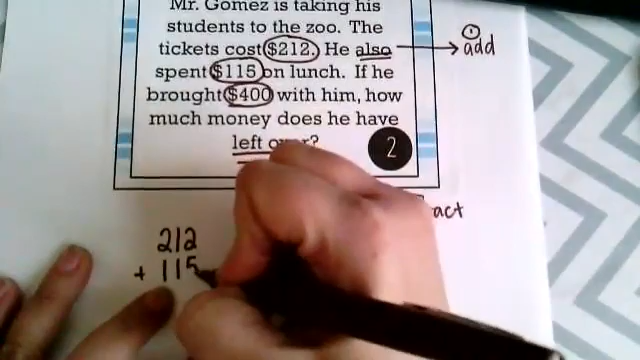 Mr. Gomez is taking his
students to the zoo. The
tickets cost $212. He also
spent $115 on lunch. If he
brought $400 with him, how
much money does he have
left over?
2
1
add
act
212
+ 115